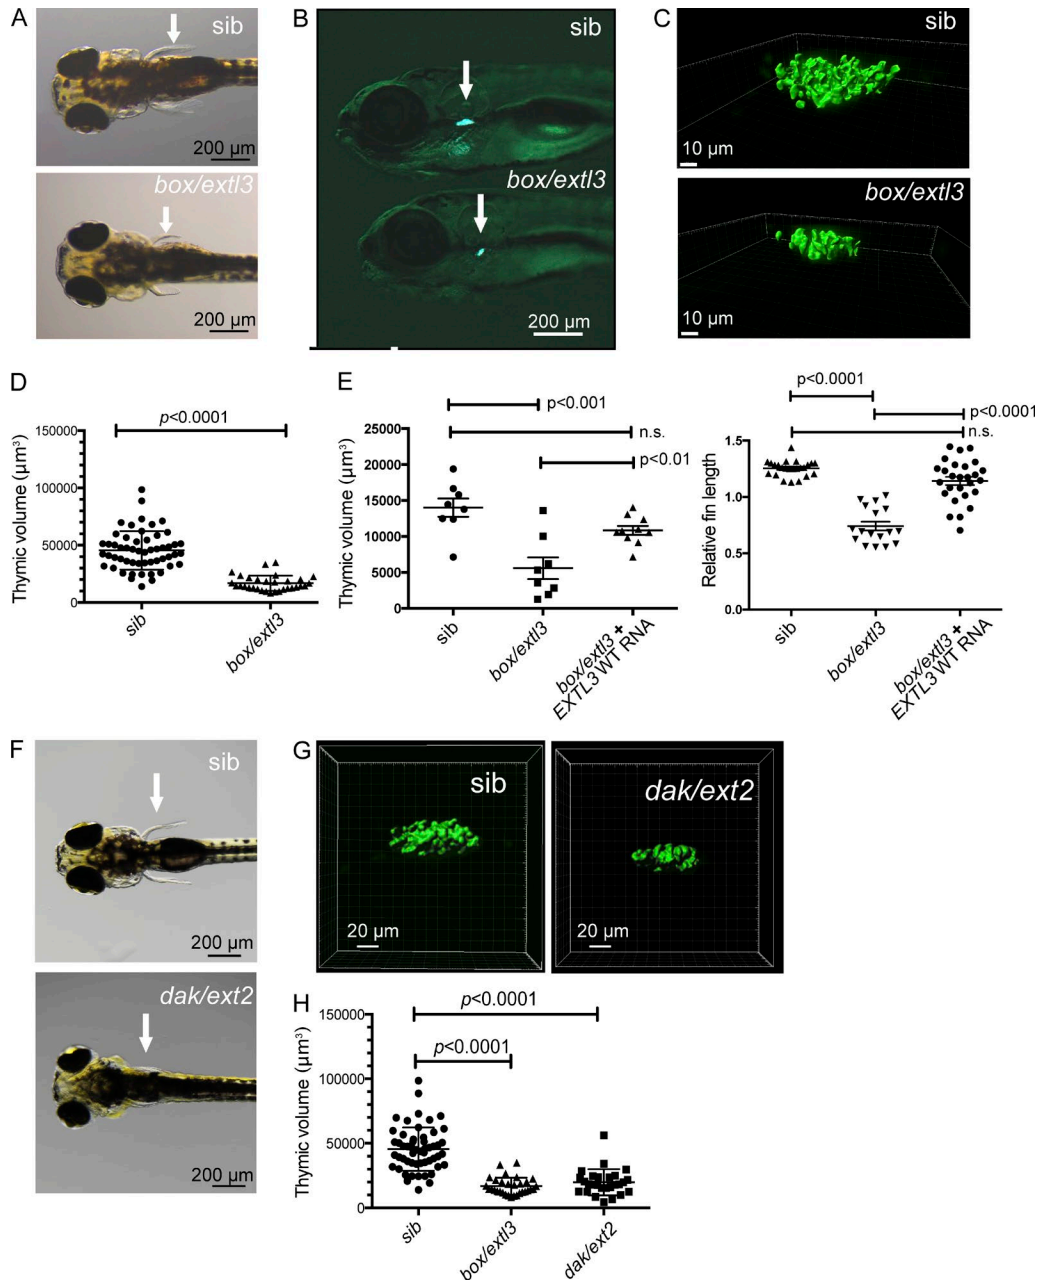 A
sib
200 µm
box/extl3
200 µm
B
sib
box/extl3
200 µm
C
sib
10 µm
box/extl3
10 µm
D
p<0.0001
Thymic volume (µm³)
150000
100000
50000
0
sib
box/extl3
E
p<0.001
n.s.
p<0.01
Thymic volume (µm³)
25000
20000
15000
10000
5000
0
sib
box/extl3
box/extl3 +
EXTL3 WT RNA
p<0.0001
p<0.0001
n.s.
Relative fin length
1.5
1.0
0.5
0.0
sib
box/extl3
box/extl3 +
EXTL3 WT RNA
F
sib
200 µm
dak/ext2
200 µm
G
sib
20 µm
dak/ext2
20 µm
H
p<0.0001
p<0.0001
Thymic volume (µm³)
150000
100000
50000
0
sib
box/extl3
dak/ext2